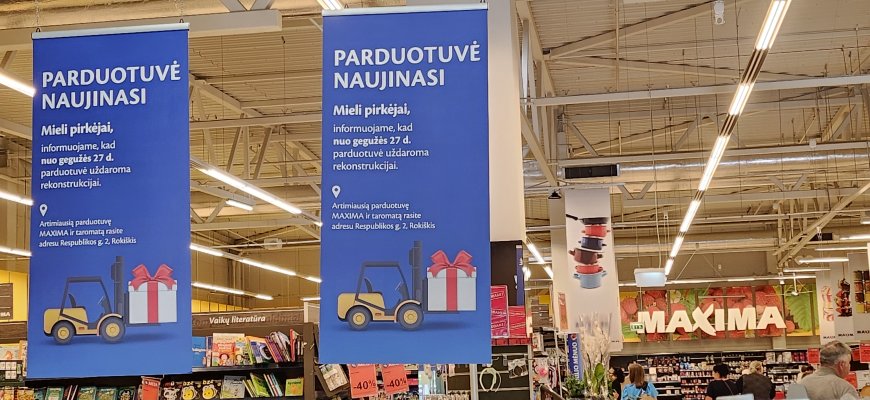 PARDUOTUVĖ
NAUJINASI
Mieli pirkėjai,
informuojame, kad
nuo gegužės 27 d.
parduotuvė uždaroma
rekonstrukcijai.
Artimiausią parduotuvę
MAXIMA ir taromatą rasite
adresu Respublikos g. 2, Rokiškis
PARDUOTUVĖ
NAUJINASI
Mieli pirkėjai,
informuojame, kad
nuo gegužės 27 d.
parduotuvė uždaroma
rekonstrukcijai.
Artimiausią parduotuvę
MAXIMA ir taromatą rasite
adresu Respublikos g. 2, Rokiškis
MAXIMA
Vaikų literatūra
-40%
-40%